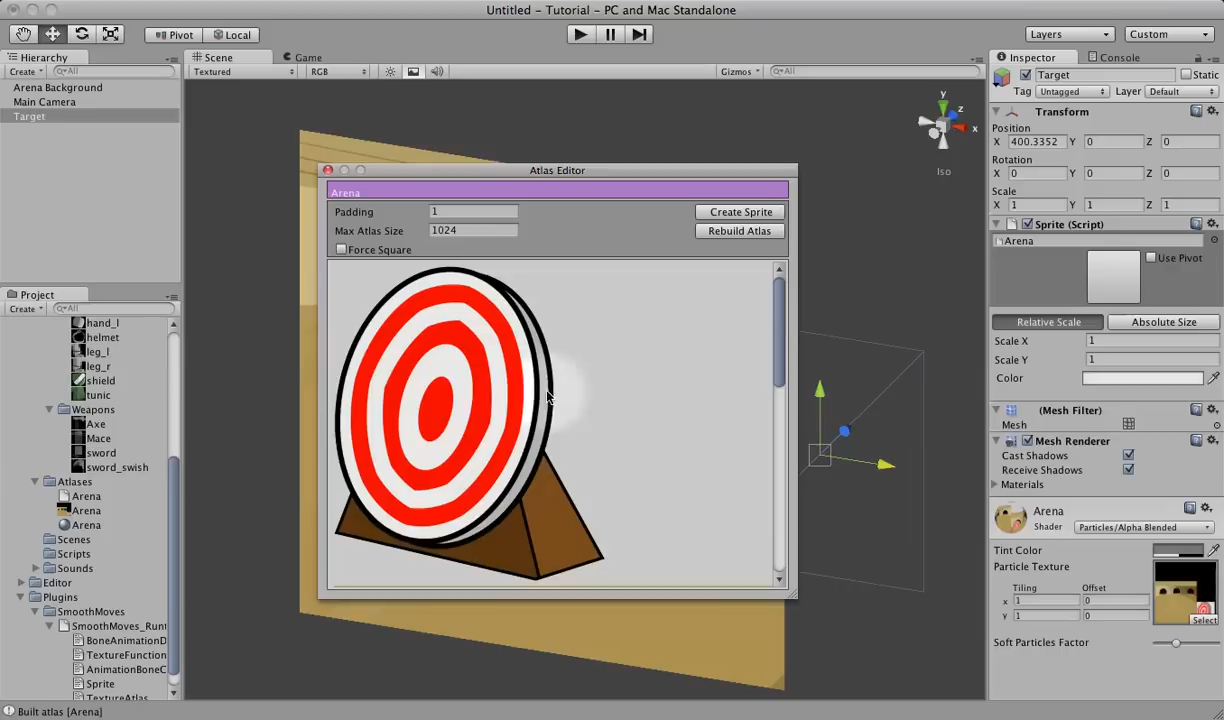 Untitled - Tutorial - PC and Mac Standalone
Pivot Local Layers Custom
Hierarchy
Create All
Arena Background
Main Camera
Target
Scene Game
Textured RGB Gizmos All
y
z
x
Iso
Atlas Editor
Arena
Padding 1 Create Sprite
Max Atlas Size 1024 Rebuild Atlas
Force Square
Project
Create All
hand_l
helmet
leg_l
leg_r
shield
tunic
Weapons
Axe
Mace
sword
sword_swish
Atlases
Arena
Arena
Arena
Scenes
Scripts
Sounds
Editor
Plugins
SmoothMoves
SmoothMoves_Runt
BoneAnimationD
TextureFunction
AnimationBoneC
Sprite
TextureAtlas
Inspector Console
Target Static
Tag Untagged Layer Default
Transform
Position
X 400.3352 Y 0 Z 0
Rotation
X 0 Y 0 Z 0
Scale
X 1 Y 1 Z 1
Sprite (Script)
Arena
Use Pivot
Relative Scale Absolute Size
Scale X 1
Scale Y 1
Color
(Mesh Filter)
Mesh
Mesh Renderer
Cast Shadows
Receive Shadows
Materials
Arena
Shader Particles/Alpha Blended
Tint Color
Particle Texture
Tiling Offset
x 1 0
y 1 0
Select
Soft Particles Factor
Built atlas [Arena]